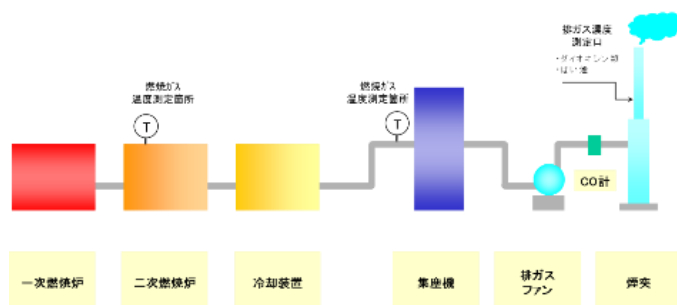 排ガス濃度
測定口
・ダイオキシン類
・ばい煙
燃焼ガス
温度測定箇所
T
燃焼ガス
温度測定箇所
T
CO計
一次燃焼炉
二次燃焼炉
冷却装置
集塵機
排ガス
ファン
煙突